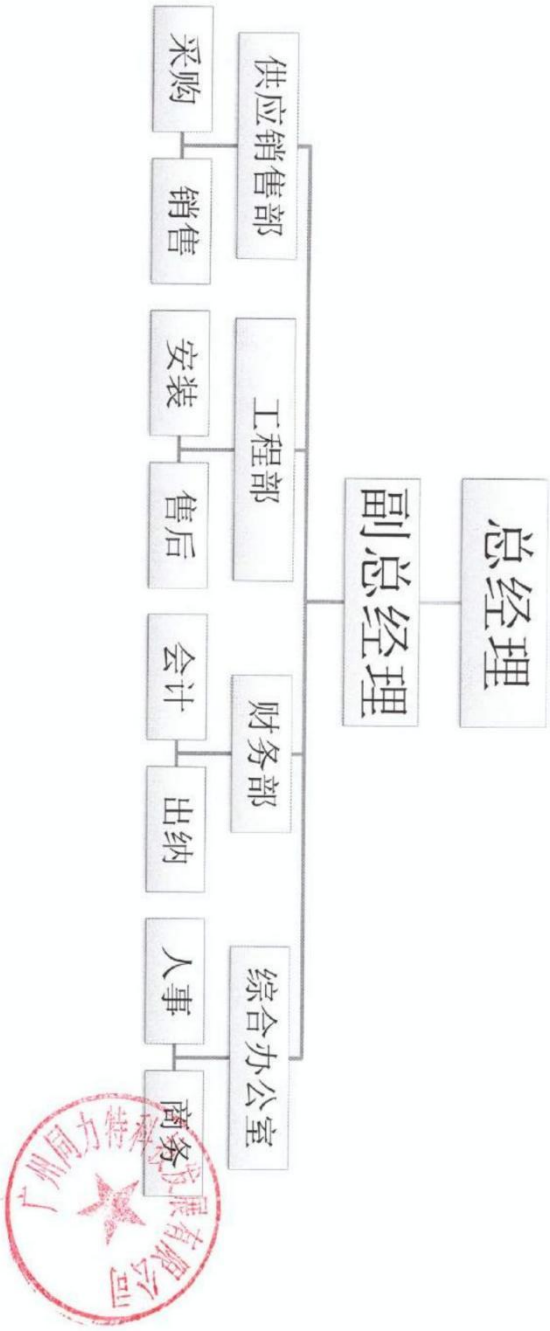 总经理
副总经理
供应销售部
工程部
财务部
综合办公室
采购
销售
安装
售后
会计
出纳
人事
商务
广州同力特科技发展有限公司